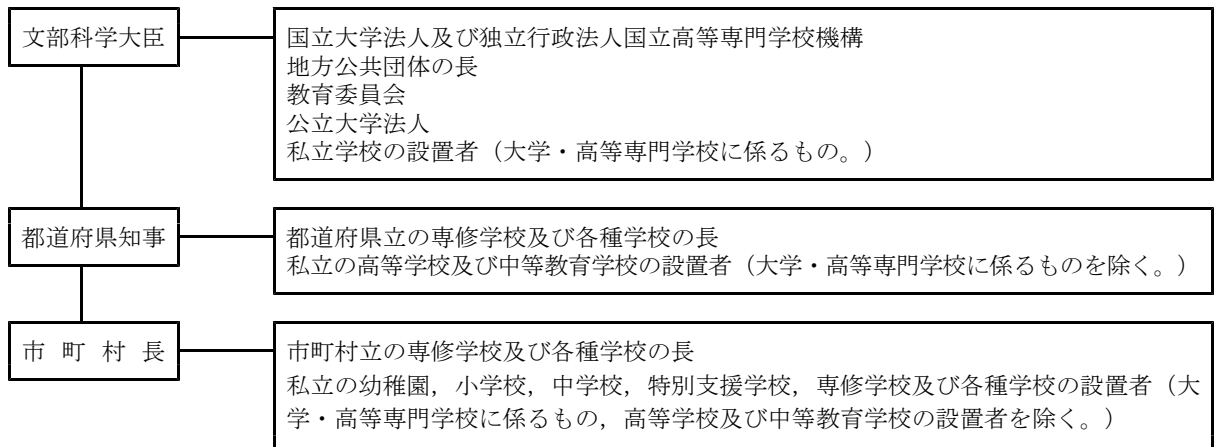 文部科学大臣
国立大学法人及び独立行政法人国立高等専門学校機構
地方公共団体の長
教育委員会
公立大学法人
私立学校の設置者（大学・高等専門学校に係るもの。）
都道府県知事
都道府県立の専修学校及び各種学校の長
私立の高等学校及び中等教育学校の設置者（大学・高等専門学校に係るものを除く。）
市町村長
市町村立の専修学校及び各種学校の長
私立の幼稚園，小学校，中学校，特別支援学校，専修学校及び各種学校の設置者（大
学・高等専門学校に係るもの，高等学校及び中等教育学校の設置者を除く。）